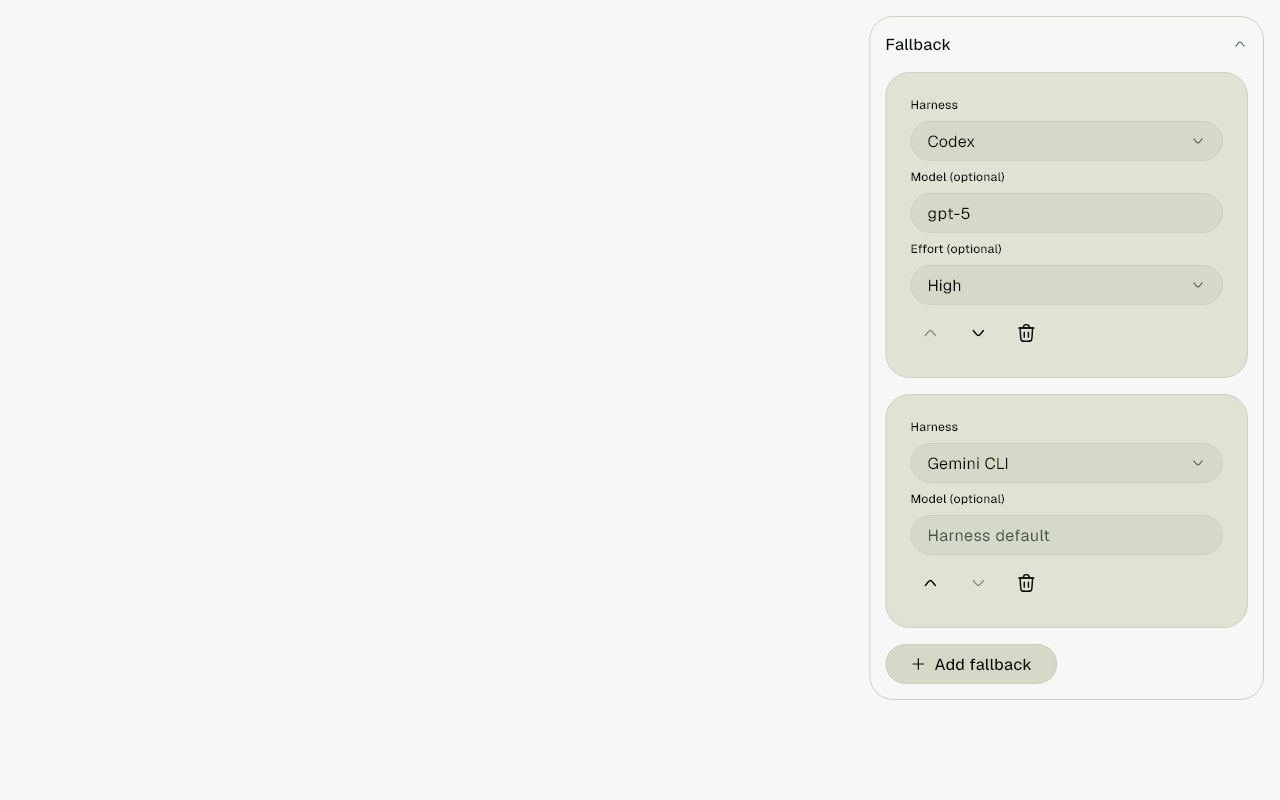 Fallback
Harness
Codex
Model (optional)
gpt-5
Effort (optional)
High
Harness
Gemini CLI
Model (optional)
Harness default
Add fallback